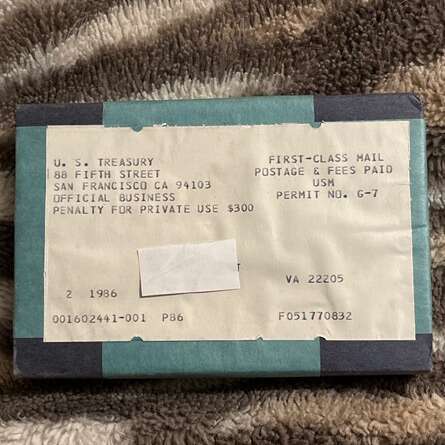 U. S. TREASURY
88 FIFTH STREET
SAN FRANCISCO CA 94103
OFFICIAL BUSINESS
PENALTY FOR PRIVATE USE $300
FIRST-CLASS MAIL
POSTAGE & FEES PAID
USM
PERMIT NO. G-7
VA 22205
2 1986
001602441-001 P86
F051770832